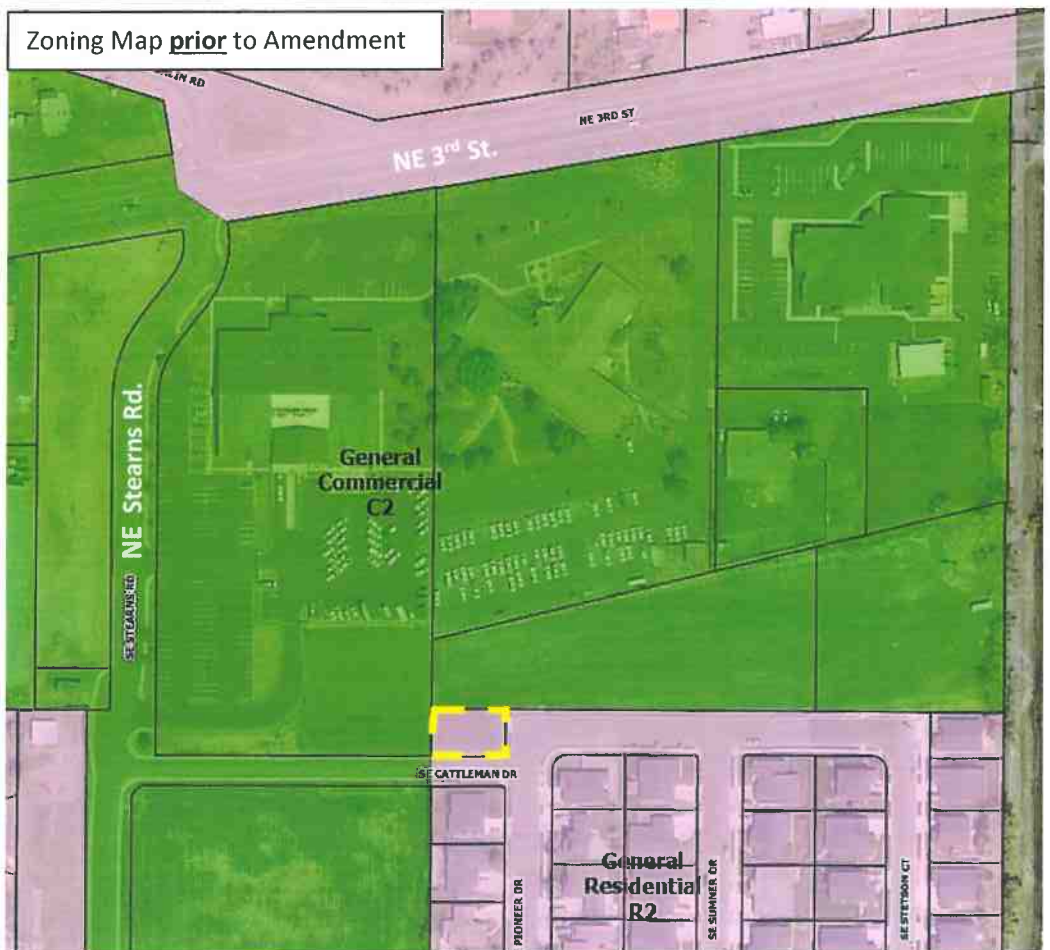 Zoning Map prior to Amendment
RD
NE 3RD ST
NE 3rd St.
General
Commercial
C2
NE Stearns Rd.
SE STEARNS RD
SE CATTLEMAN DR
PIONEER DR
General
Residential
R2
SE SUMNER DR
SE STETSON CT